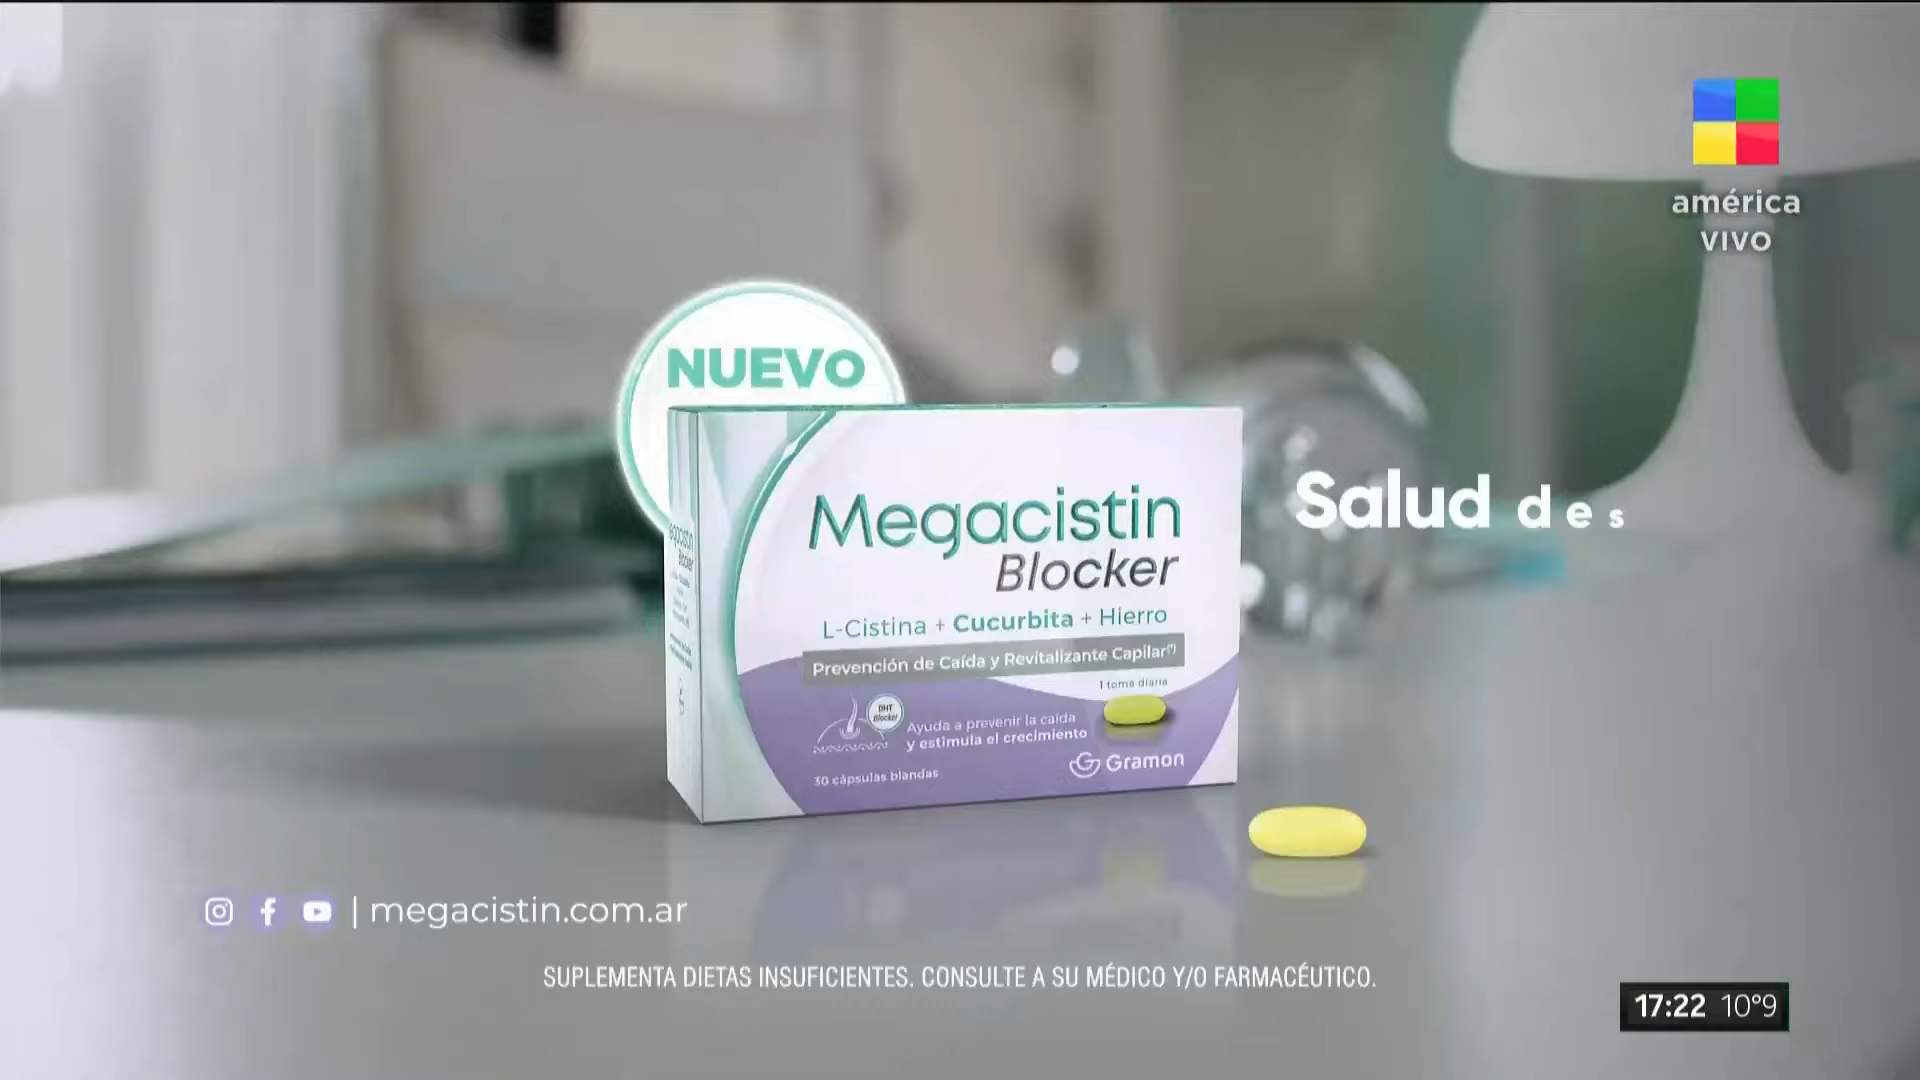 américa
VIVO
NUEVO
Megacistin
Blocker
L-Cistina + Cucurbita + Hierro
Prevención de Caída y Revitalizante Capilar(*)
1 toma diaria
DHT
Blocker
Ayuda a prevenir la caída
y estimula el crecimiento
30 cápsulas blandas
Gramon
Blocker
Salud des
| megacistin.com.ar
SUPLEMENTA DIETAS INSUFICIENTES. CONSULTE A SU MÉDICO Y/O FARMACÉUTICO.
17:22 10°9